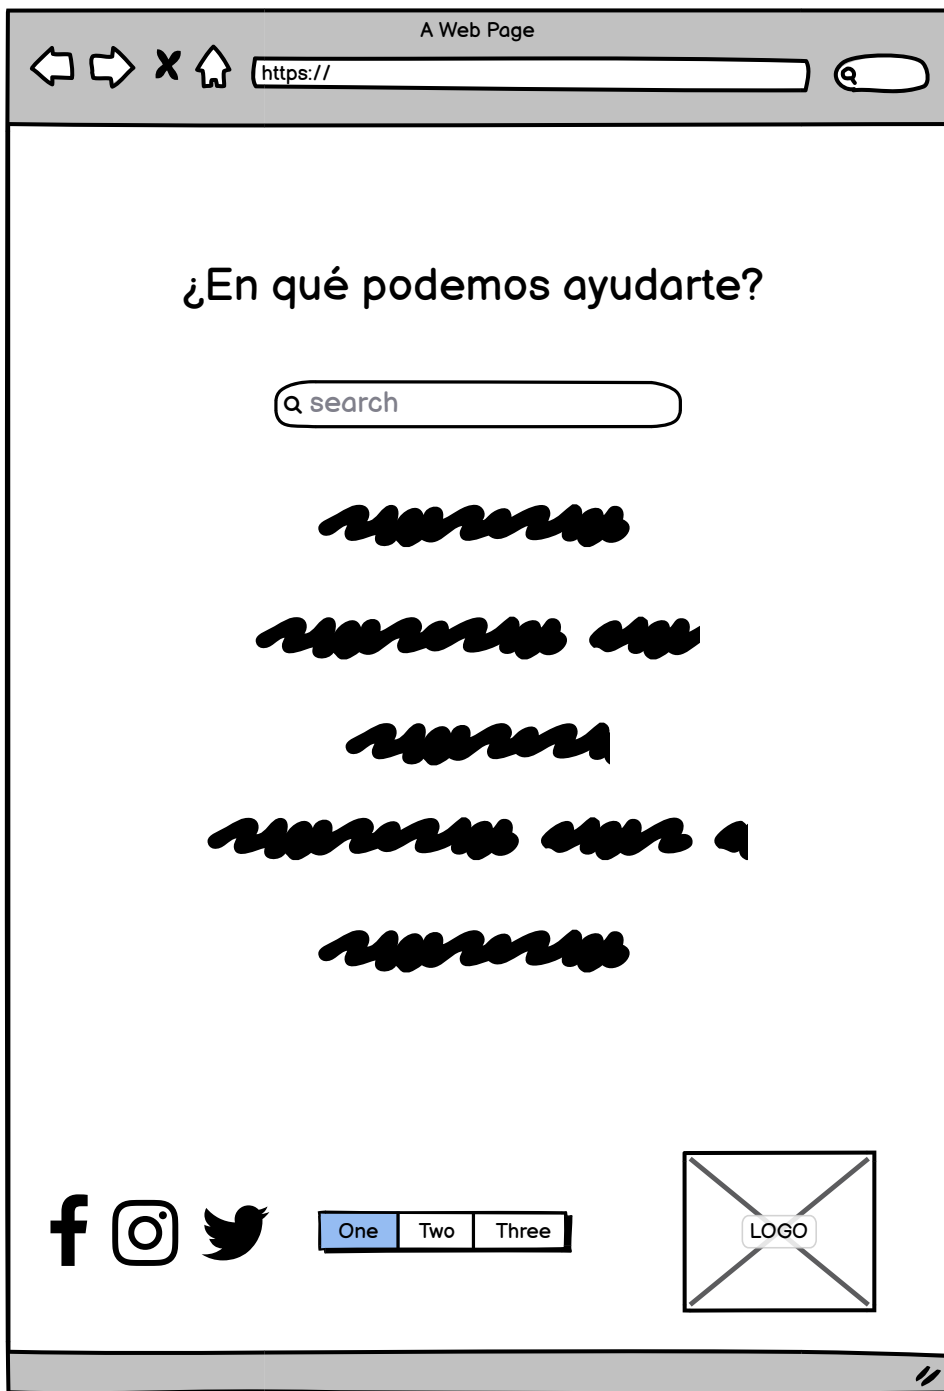 A Web Page
https://
¿En qué podemos ayudarte?
search
One Two Three
LOGO